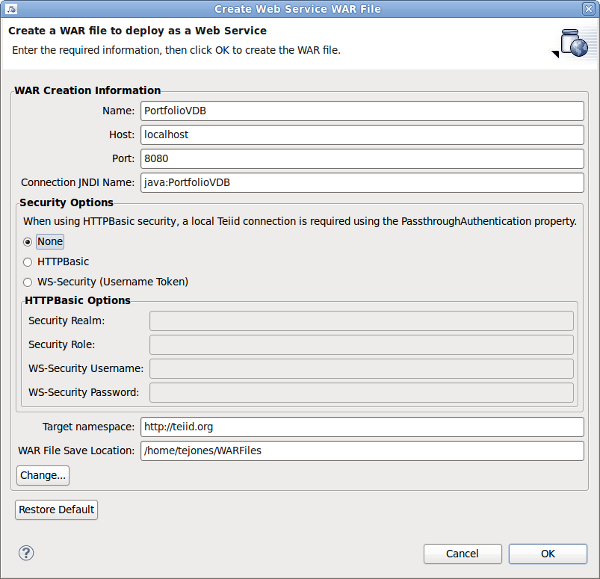 Create Web Service WAR File
Create a WAR file to deploy as a Web Service
Enter the required information, then click OK to create the WAR file.
WAR Creation Information
Name: PortfolioVDB
Host: localhost
Port: 8080
Connection JNDI Name: java:PortfolioVDB
Security Options
When using HTTPBasic security, a local Teiid connection is required using the PassthroughAuthentication property.
None
HTTPBasic
WS-Security (Username Token)
HTTPBasic Options
Security Realm:
Security Role:
WS-Security Username:
WS-Security Password:
Target namespace: http://teiid.org
WAR File Save Location: /home/tejones/WARFiles
Change...
Restore Default
? Cancel OK